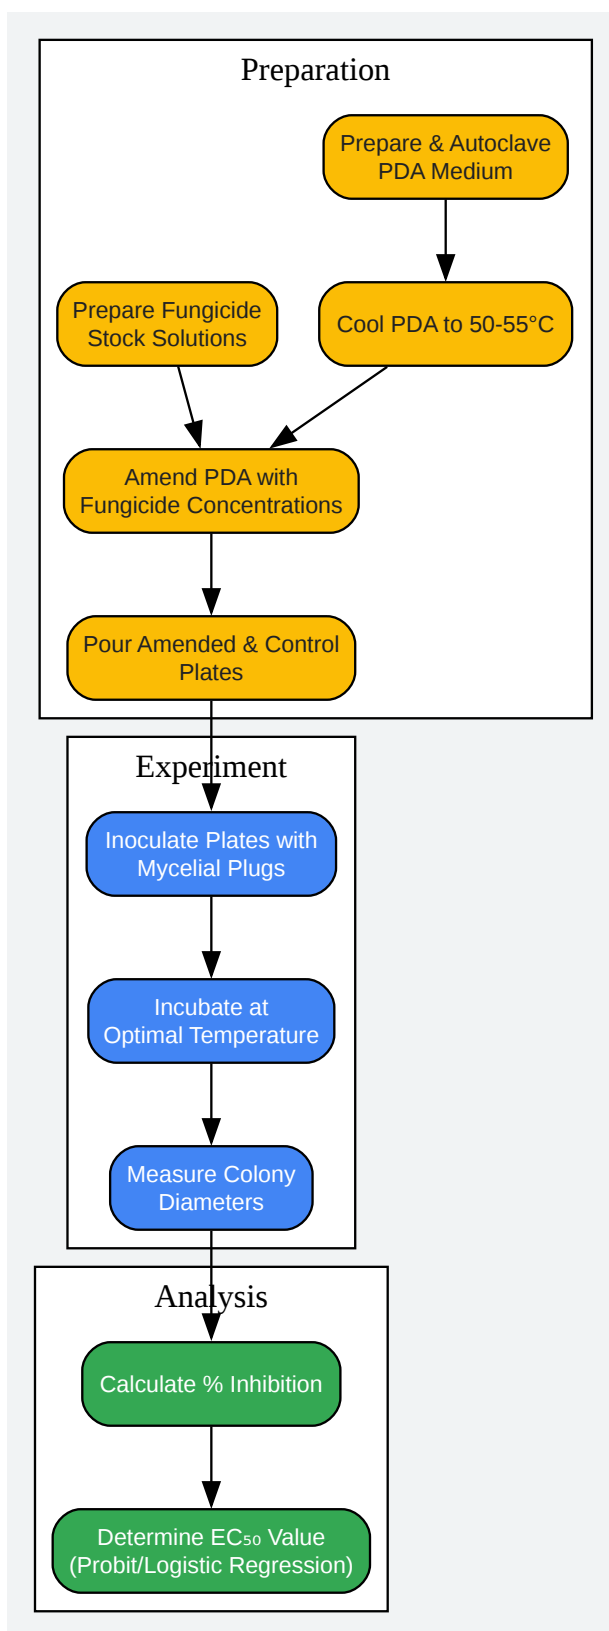 Preparation
Prepare & Autoclave
PDA Medium
Prepare Fungicide
Stock Solutions
Cool PDA to 50-55°C
Amend PDA with
Fungicide Concentrations
Pour Amended & Control
Plates
Experiment
Inoculate Plates with
Mycelial Plugs
Incubate at
Optimal Temperature
Measure Colony
Diameters
Analysis
Calculate % Inhibition
Determine EC₅₀ Value
(Probit/Logistic Regression)